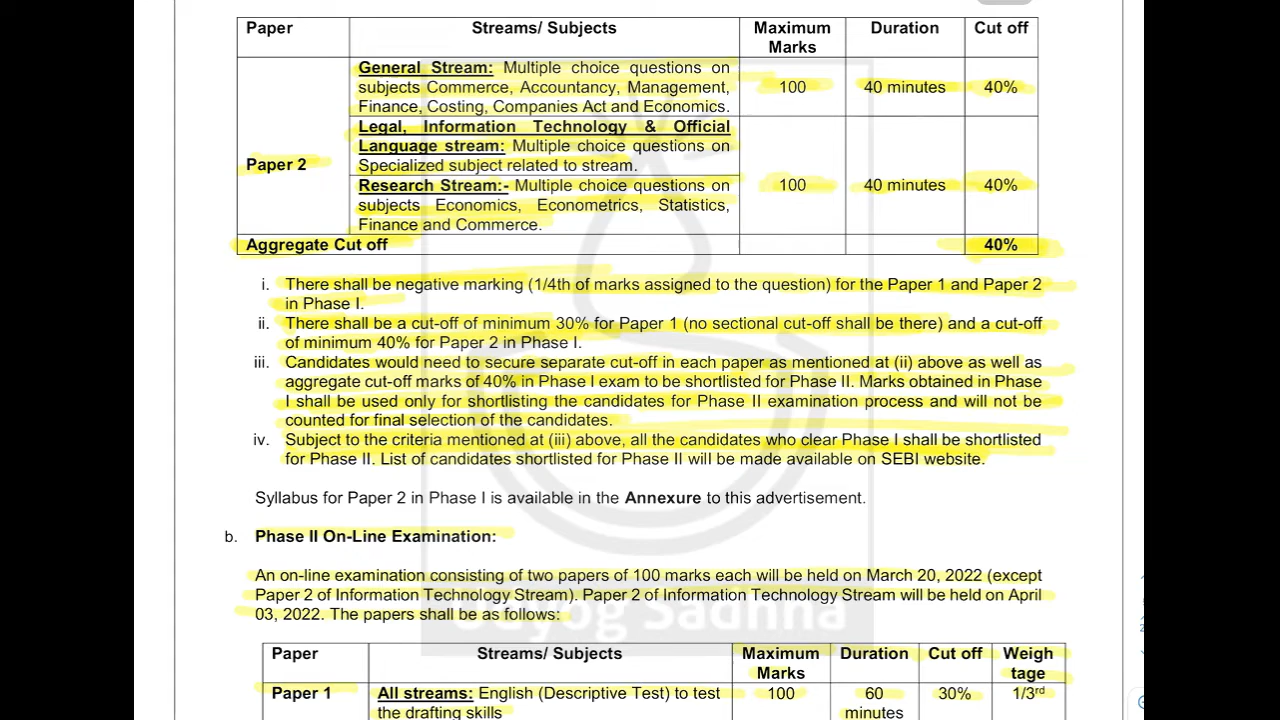 Paper Streams/ Subjects Maximum Marks Duration Cut off
General Stream: Multiple choice questions on
subjects Commerce, Accountancy, Management, 100 40 minutes 40%
Finance, Costing, Companies Act and Economics.
Legal, Information Technology & Official
Language stream: Multiple choice questions on
Paper 2 Specialized subject related to stream.
Research Stream:- Multiple choice questions on 100 40 minutes 40%
subjects Economics, Econometrics, Statistics,
Finance and Commerce.
Aggregate Cut off 40%
i. There shall be negative marking (1/4th of marks assigned to the question) for the Paper 1 and Paper 2
in Phase I.
ii. There shall be a cut-off of minimum 30% for Paper 1 (no sectional cut-off shall be there) and a cut-off
of minimum 40% for Paper 2 in Phase I.
iii. Candidates would need to secure separate cut-off in each paper as mentioned at (ii) above as well as
aggregate cut-off marks of 40% in Phase I exam to be shortlisted for Phase II. Marks obtained in Phase
I shall be used only for shortlisting the candidates for Phase II examination process and will not be
counted for final selection of the candidates.
iv. Subject to the criteria mentioned at (iii) above, all the candidates who clear Phase I shall be shortlisted
for Phase II. List of candidates shortlisted for Phase II will be made available on SEBI website.
Syllabus for Paper 2 in Phase I is available in the Annexure to this advertisement.
b. Phase II On-Line Examination:
An on-line examination consisting of two papers of 100 marks each will be held on March 20, 2022 (except
Paper 2 of Information Technology Stream). Paper 2 of Information Technology Stream will be held on April
03, 2022. The papers shall be as follows:
Udyog Sadhna
Paper Streams/ Subjects Maximum Marks Duration Cut off Weigh tage
Paper 1 All streams: English (Descriptive Test) to test 100 60 30% 1/3rd
the drafting skills minutes